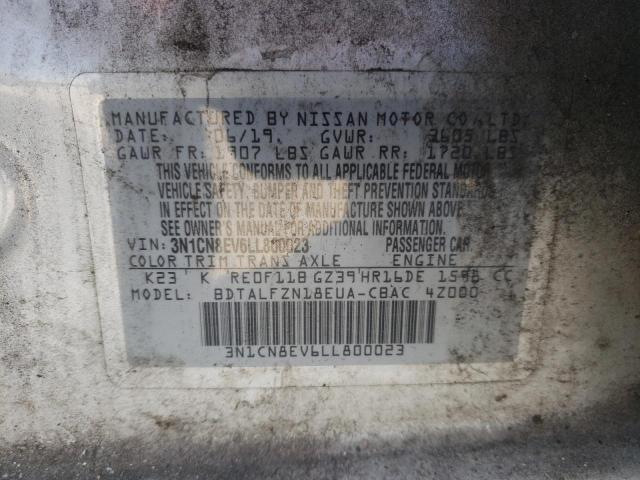 MANUFACTURED BY NISSAN MOTOR CO., LTD.
DATE: 06/19. GVWR: 3605 LBS
GAWR FR: 1907 LBS GAWR RR: 1720 LBS
THIS VEHICLE CONFORMS TO ALL APPLICABLE FEDERAL MOTOR
VEHICLE SAFETY, BUMPER AND THEFT PREVENTION STANDARDS
IN EFFECT ON THE DATE OF MANUFACTURE SHOWN ABOVE.
SEE OWNER'S MANUAL FOR ADDITIONAL INFORMATION.
VIN: 3N1CN8EV6LL800023 PASSENGER CAR
COLOR TRIM TRANS AXLE ENGINE
K23 K RE0F11B GZ39 HR16DE 1598 CC
MODEL: BDTALFZN18EUA-CBAC 4Z000
3N1CN8EV6LL800023